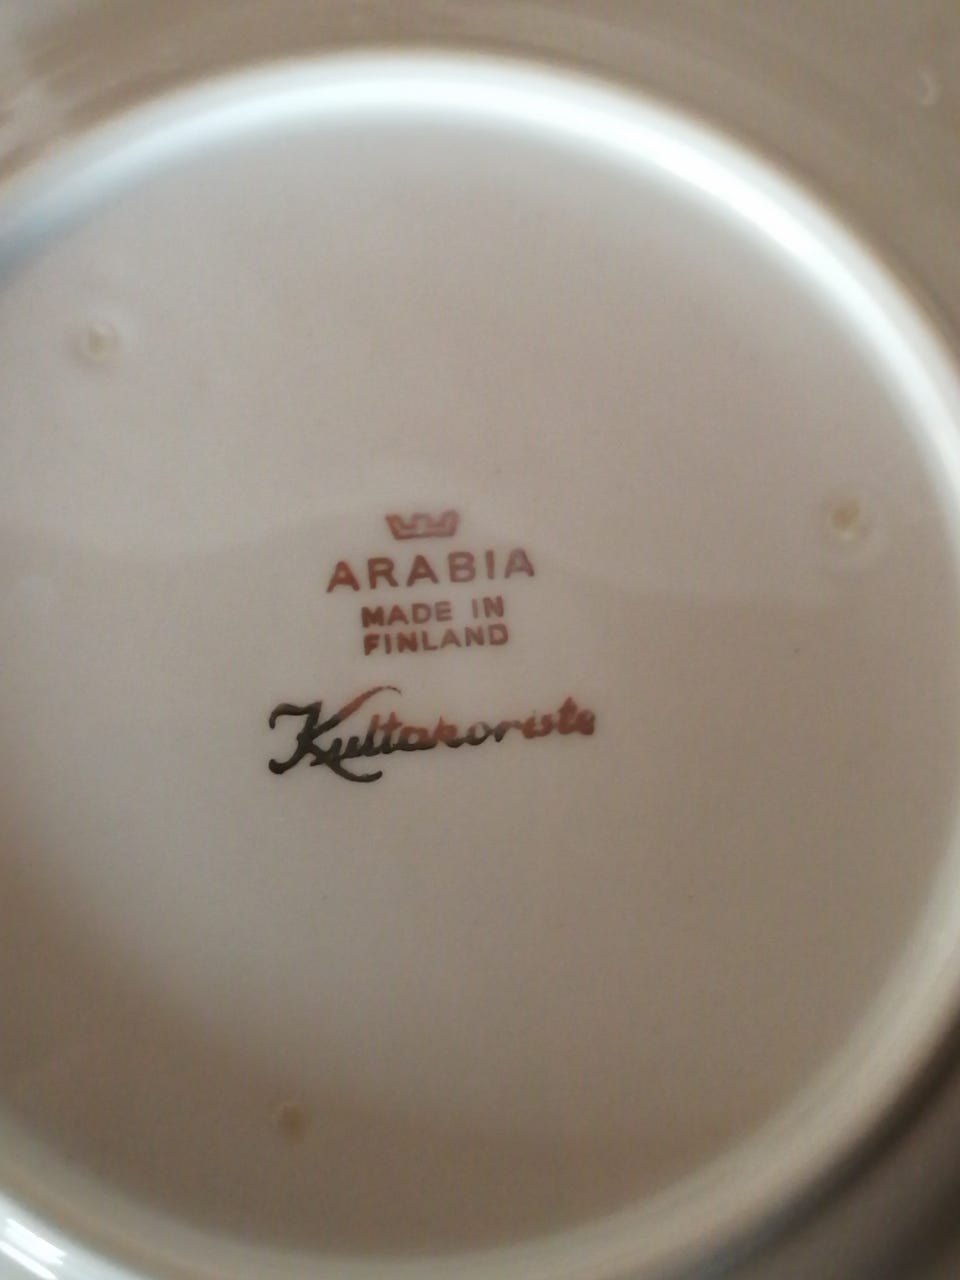 ARABIA
MADE IN
FINLAND
Kultakoriste